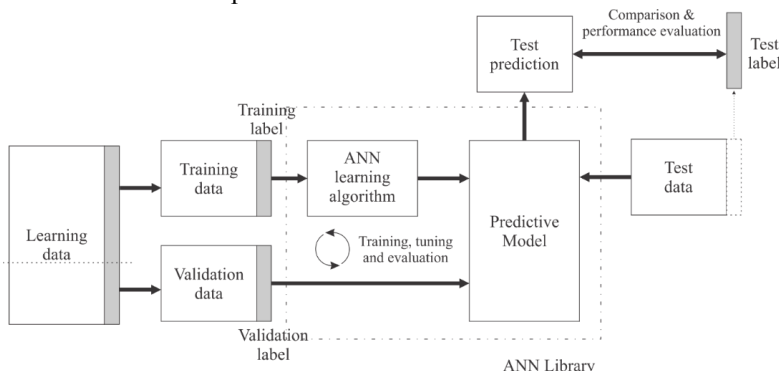 Comparison &
performance evaluation
Test
label
Test
prediction
Training
label
Training
data
ANN
learning
algorithm
Test
data
Learning
data
Predictive
Model
Training, tuning
and evaluation
Validation
data
Validation
label
ANN Library